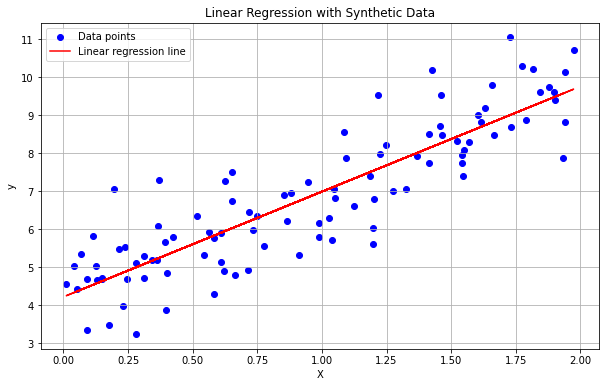 Linear Regression with Synthetic Data
Data points
Linear regression line
11
10
9
8
7
6
5
4
3
y
0.00 0.25 0.50 0.75 1.00 1.25 1.50 1.75 2.00
X